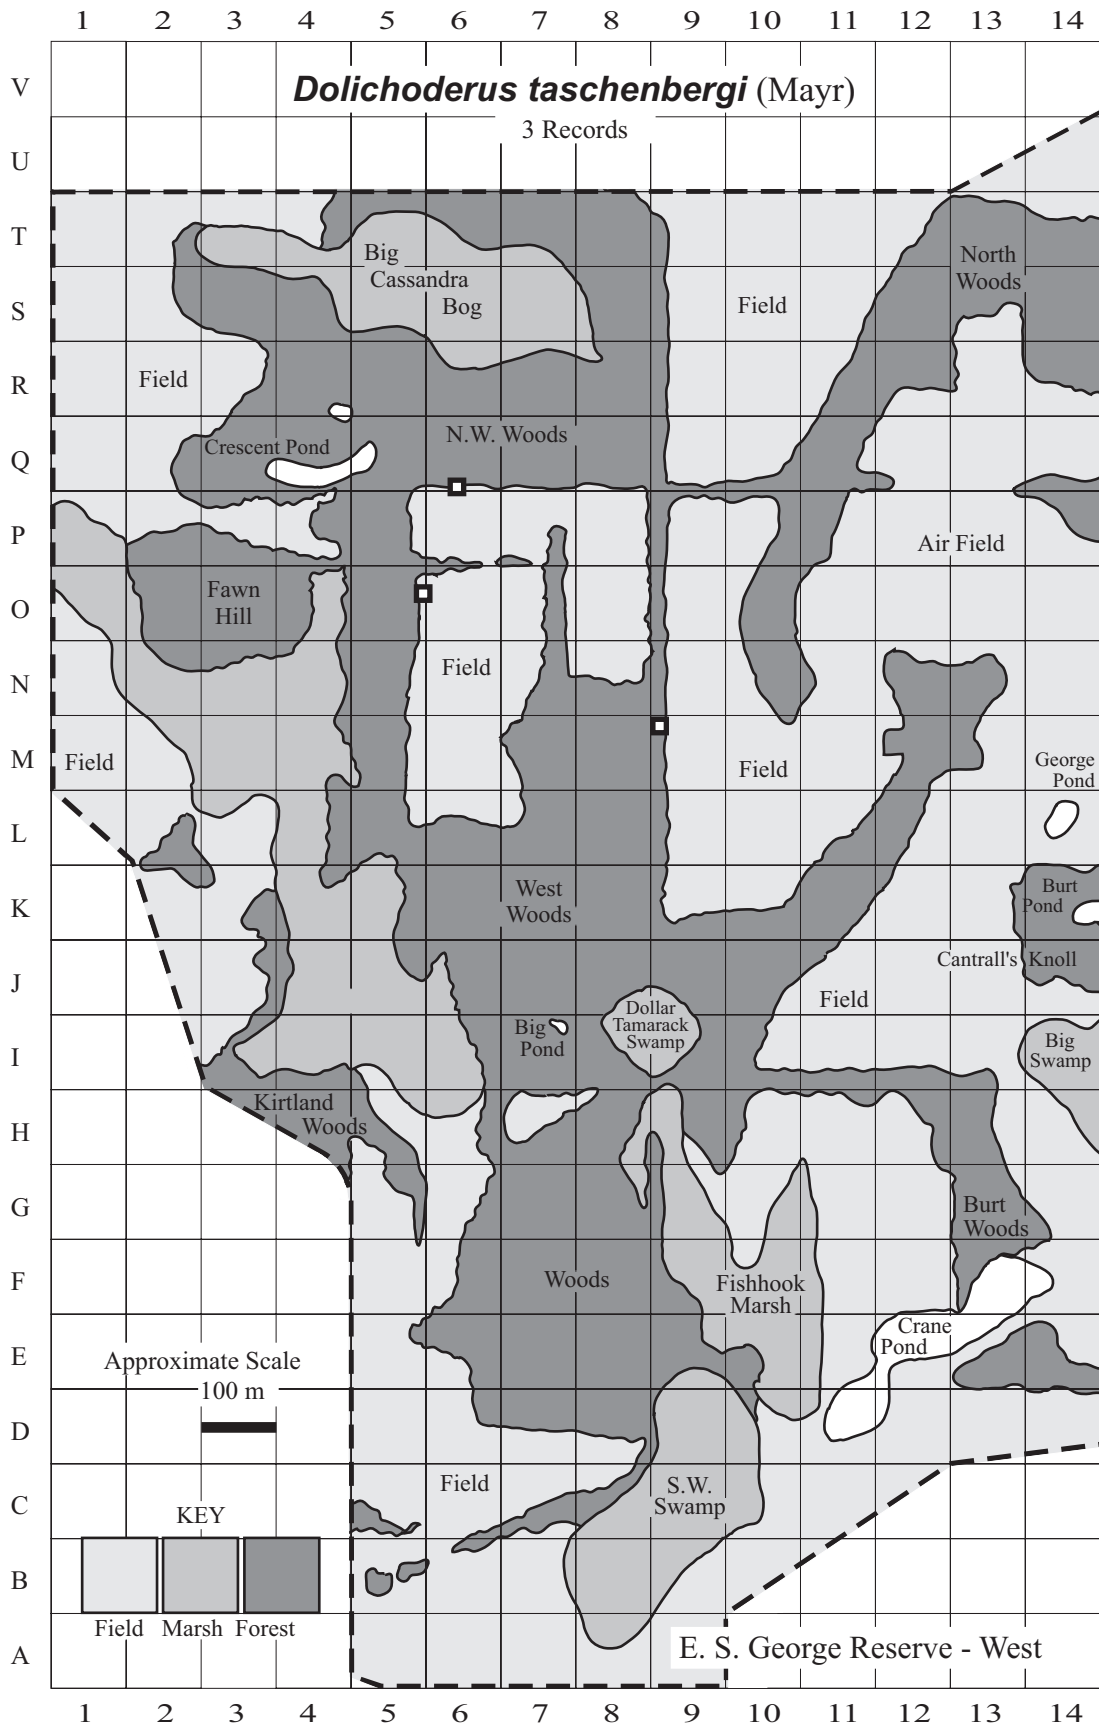 1 2 3 4 5 6 7 8 9 10 11 12 13 14
V
Dolichoderus taschenbergi (Mayr)
3 Records
U
T
Big
Cassandra
Bog
North
Woods
S
Field
R
Field
N.W. Woods
Crescent Pond
Q
P
Air Field
Fawn
Hill
O
Field
N
M
Field
Field
George
Pond
L
West
Woods
Burt
Pond
K
Cantrall's Knoll
J
Field
Dollar
Tamarack
Swamp
Big
Pond
Big
Swamp
I
Kirtland
Woods
H
G
Burt
Woods
F
Woods
Fishhook
Marsh
Crane
Pond
E
Approximate Scale
100 m
D
Field
S.W.
Swamp
C
KEY
B
Field Marsh Forest
A
E. S. George Reserve - West
1 2 3 4 5 6 7 8 9 10 11 12 13 14